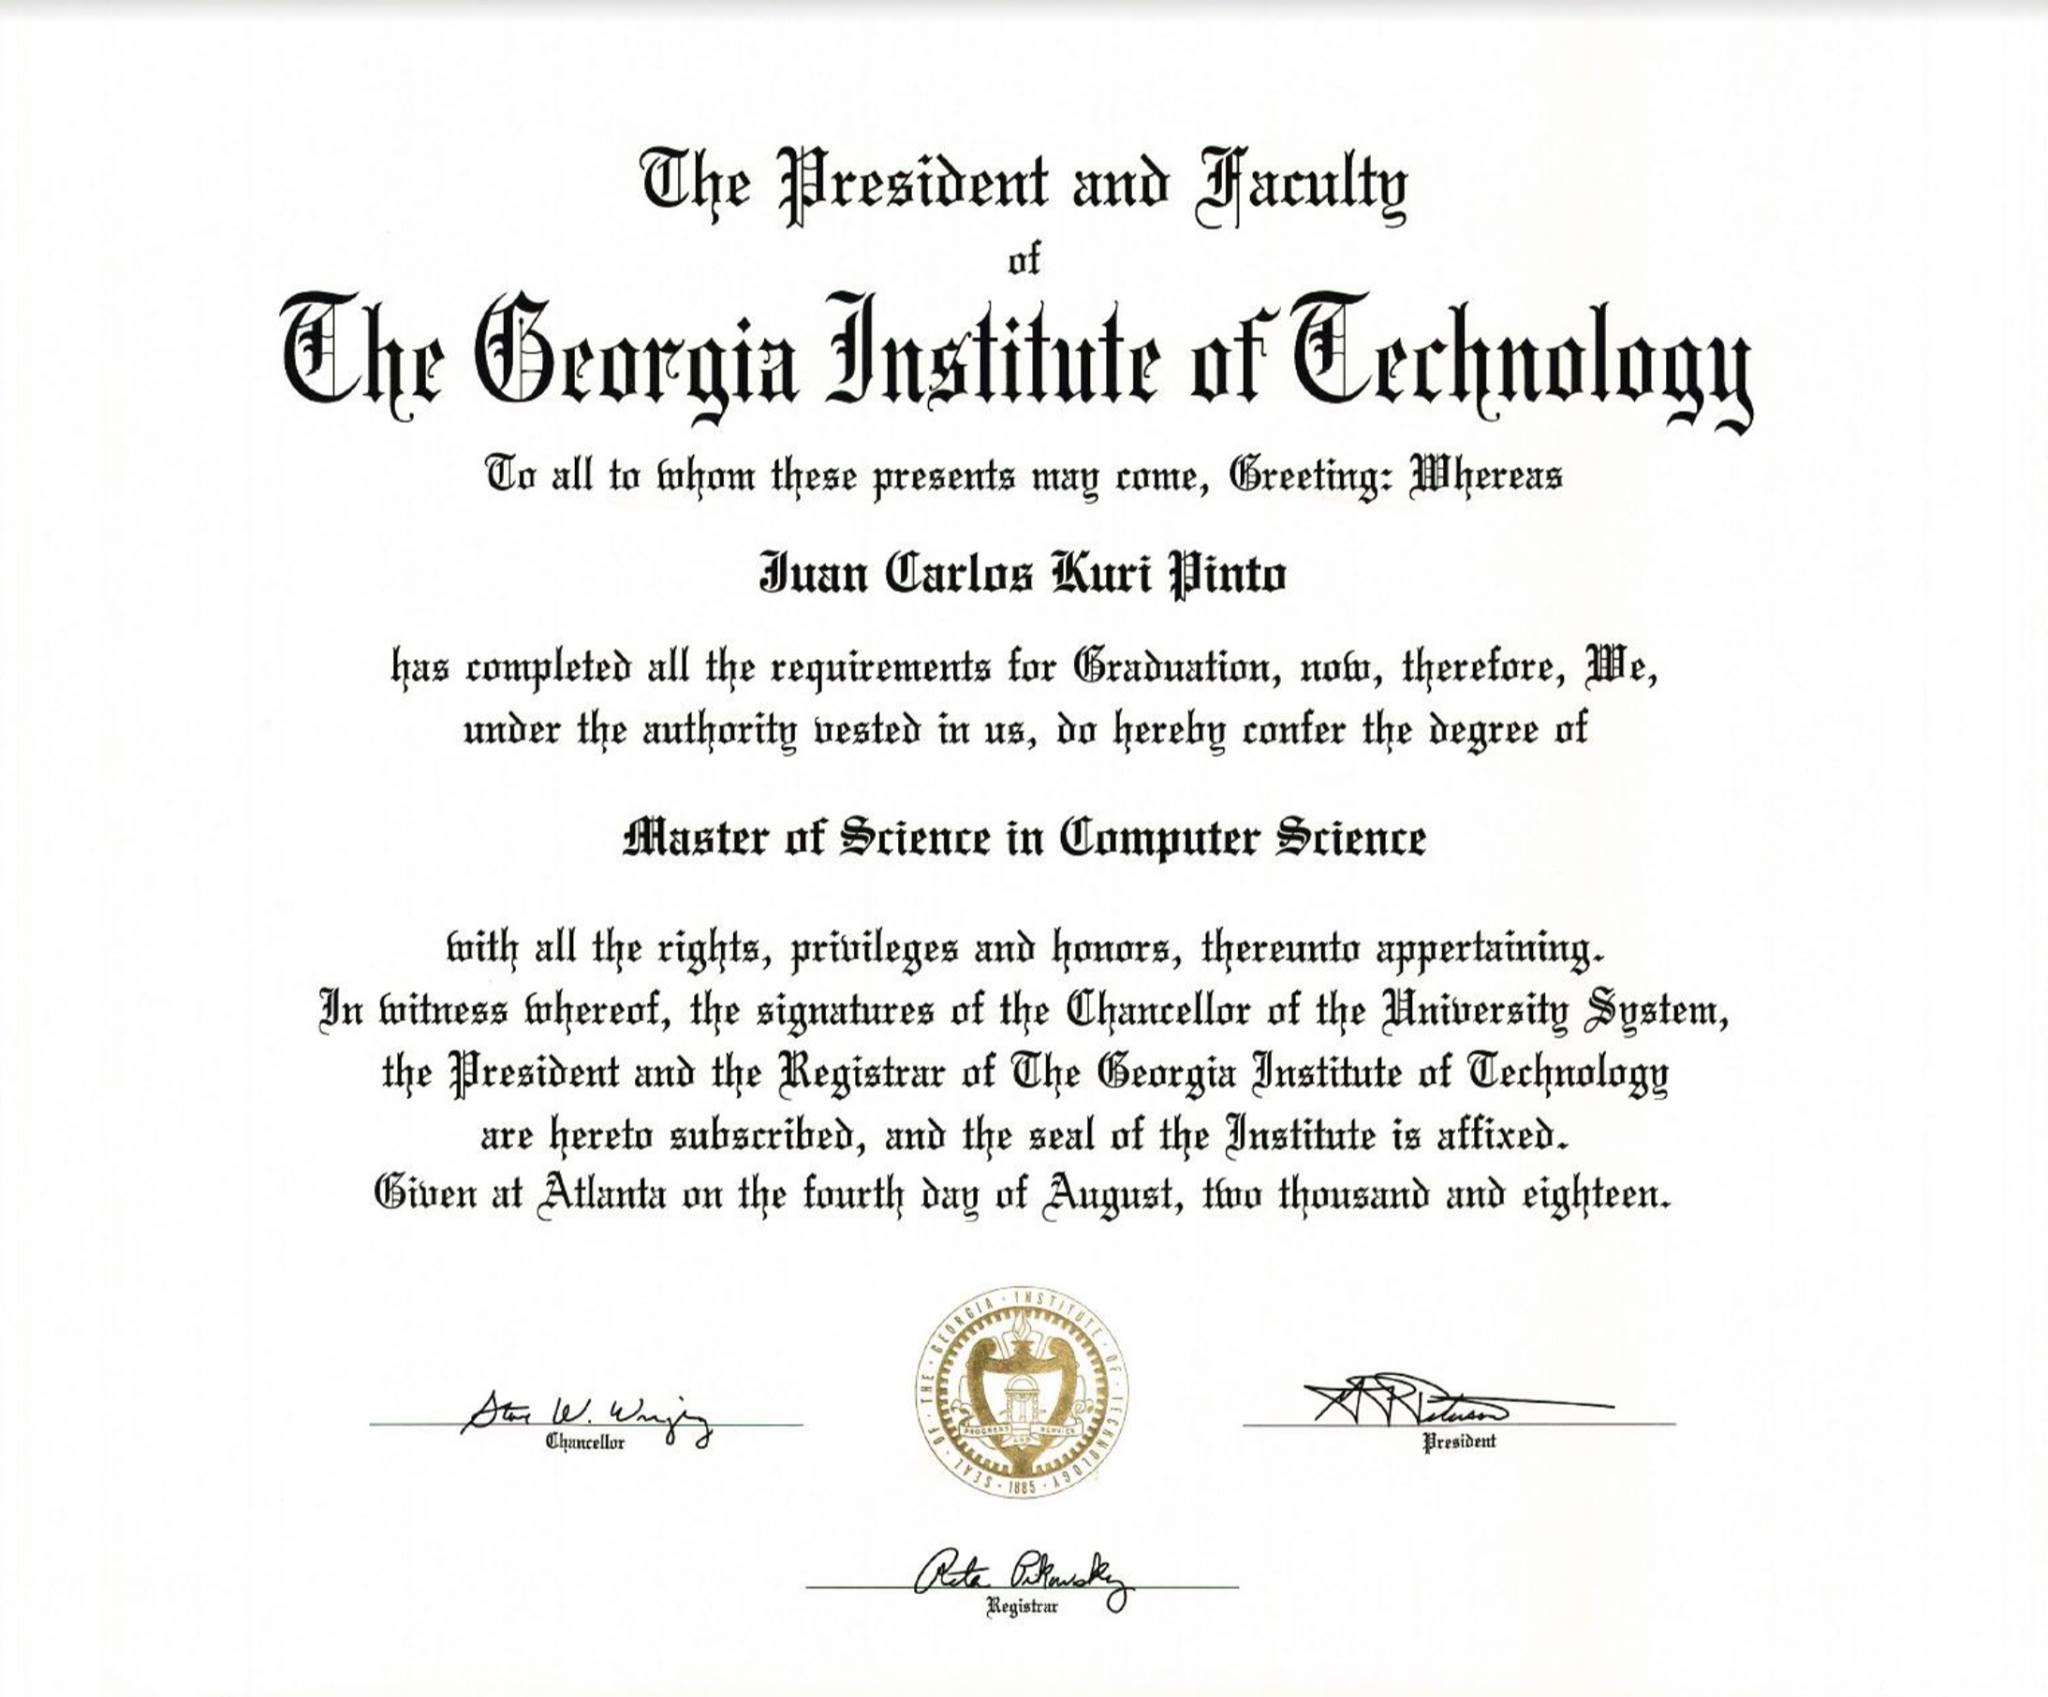 The President and Faculty
of
The Georgia Institute of Technology
To all to whom these presents may come, Greeting: Whereas
Juan Carlos Kuri Pinto
has completed all the requirements for Graduation, now, therefore, We,
under the authority vested in us, do hereby confer the degree of
Master of Science in Computer Science
with all the rights, privileges and honors, thereunto appertaining.
In witness whereof, the signatures of the Chancellor of the University System,
the President and the Registrar of The Georgia Institute of Technology
are hereto subscribed, and the seal of the Institute is affixed.
Given at Atlanta on the fourth day of August, two thousand and eighteen.
SEAL · OF · THE · GEORGIA · INSTITUTE · OF · TECHNOLOGY · 1885
PROGRESS AND SERVICE
W.
Chancellor
President
Rita Pikowsky
Registrar